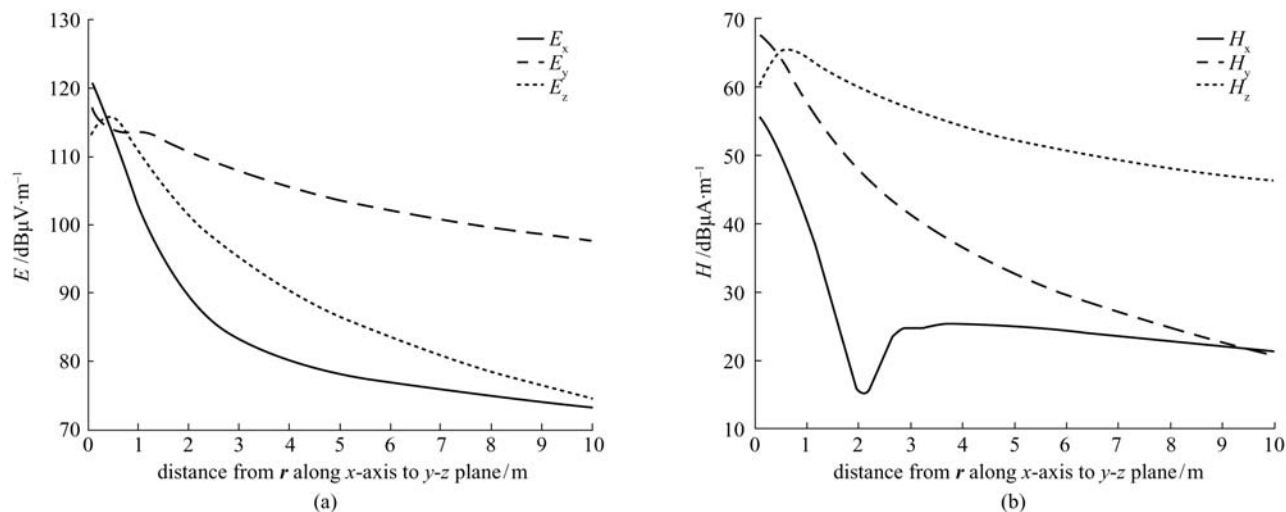 130
120
110
100
90
80
70
E /dBμV·m⁻¹
0 1 2 3 4 5 6 7 8 9 10
distance from r along x-axis to y-z plane/m
(a)
Ex
Ey
Ez
70
60
50
40
30
20
10
H /dBμA·m⁻¹
0 1 2 3 4 5 6 7 8 9 10
distance from r along x-axis to y-z plane/m
(b)
Hx
Hy
Hz